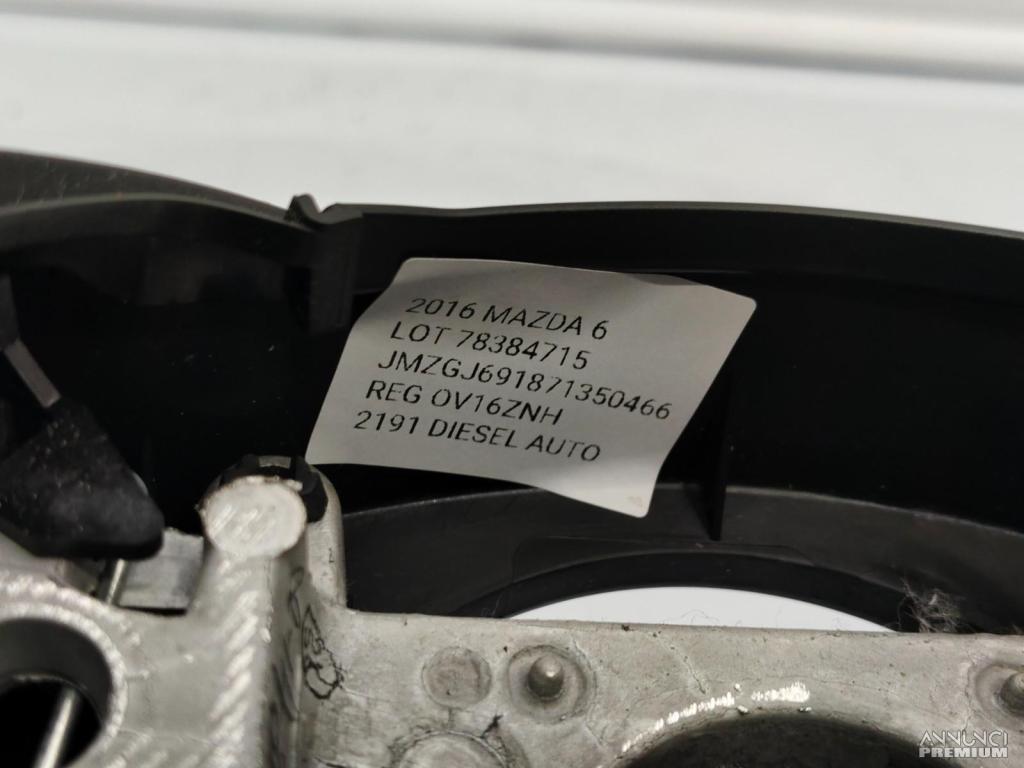 2016 MAZDA 6
LOT 78384715
JMZGJ691871350466
REG OV16ZNH
2191 DIESEL AUTO
ANNUNCI
PREMIUM